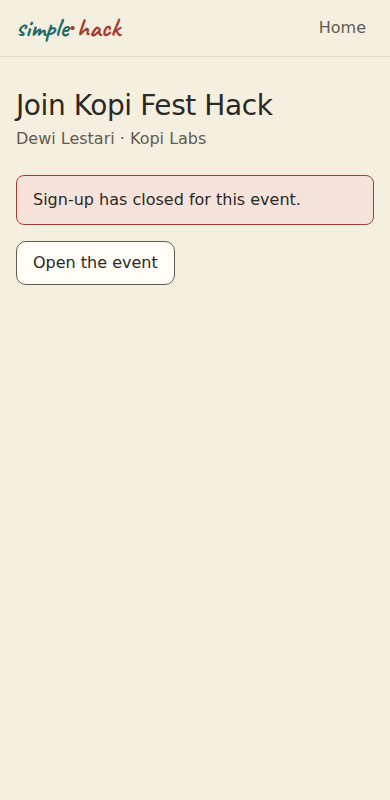 simple·hack
Home
Join Kopi Fest Hack
Dewi Lestari · Kopi Labs
Sign-up has closed for this event.
Open the event